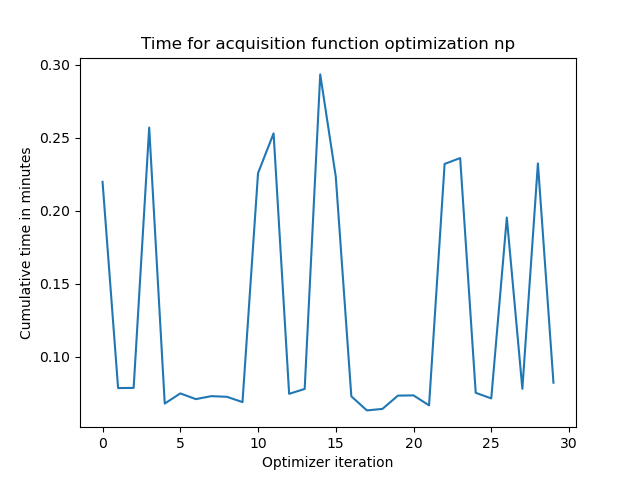 Time for acquisition function optimization np
Cumulative time in minutes
0.30
0.25
0.20
0.15
0.10
0 5 10 15 20 25 30
Optimizer iteration